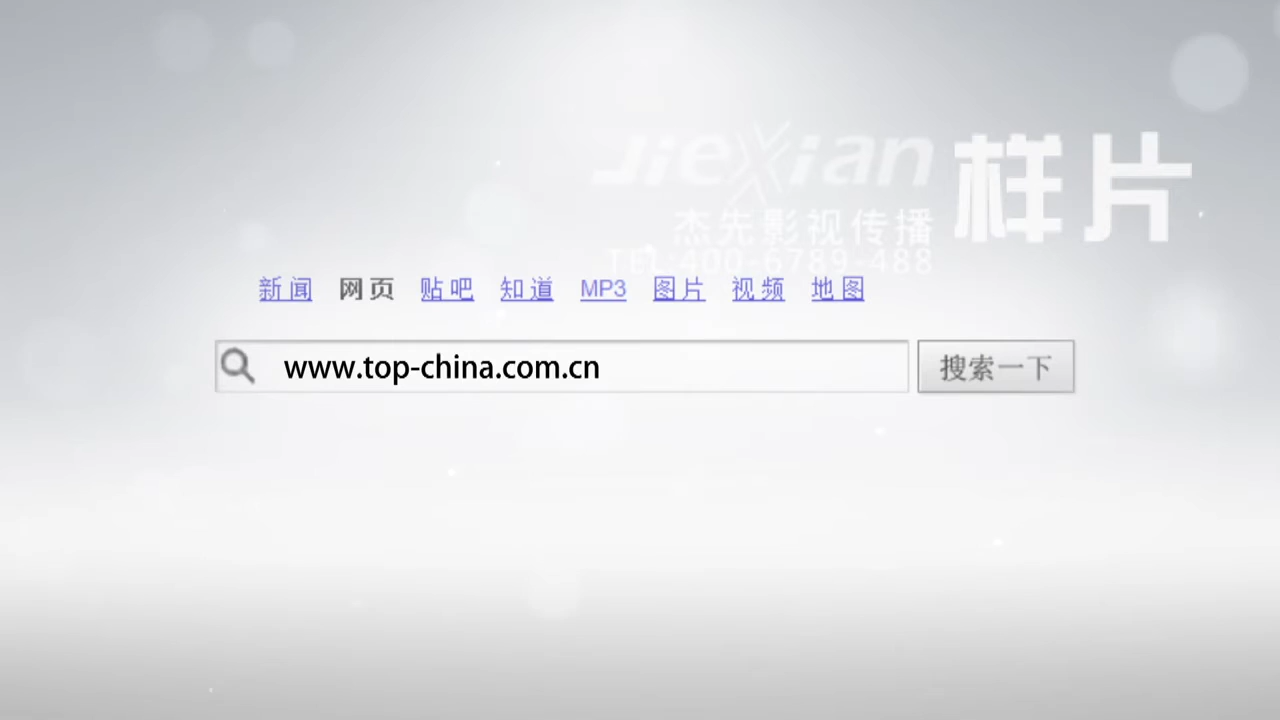 JieXian 样片
杰先影视传播
TEL:400-6789-488
新闻 网页 贴吧 知道 MP3 图片 视频 地图
www.top-china.com.cn 搜索一下